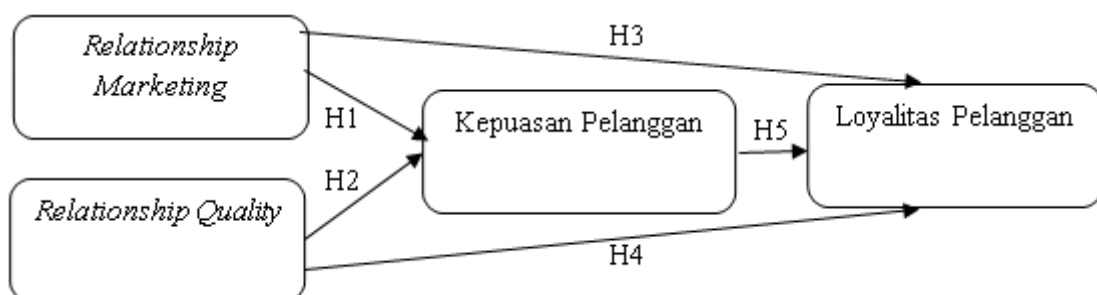 Relationship
Marketing
H3
H1
Kepuasan Pelanggan
H5
Loyalitas Pelanggan
H2
Relationship Quality
H4